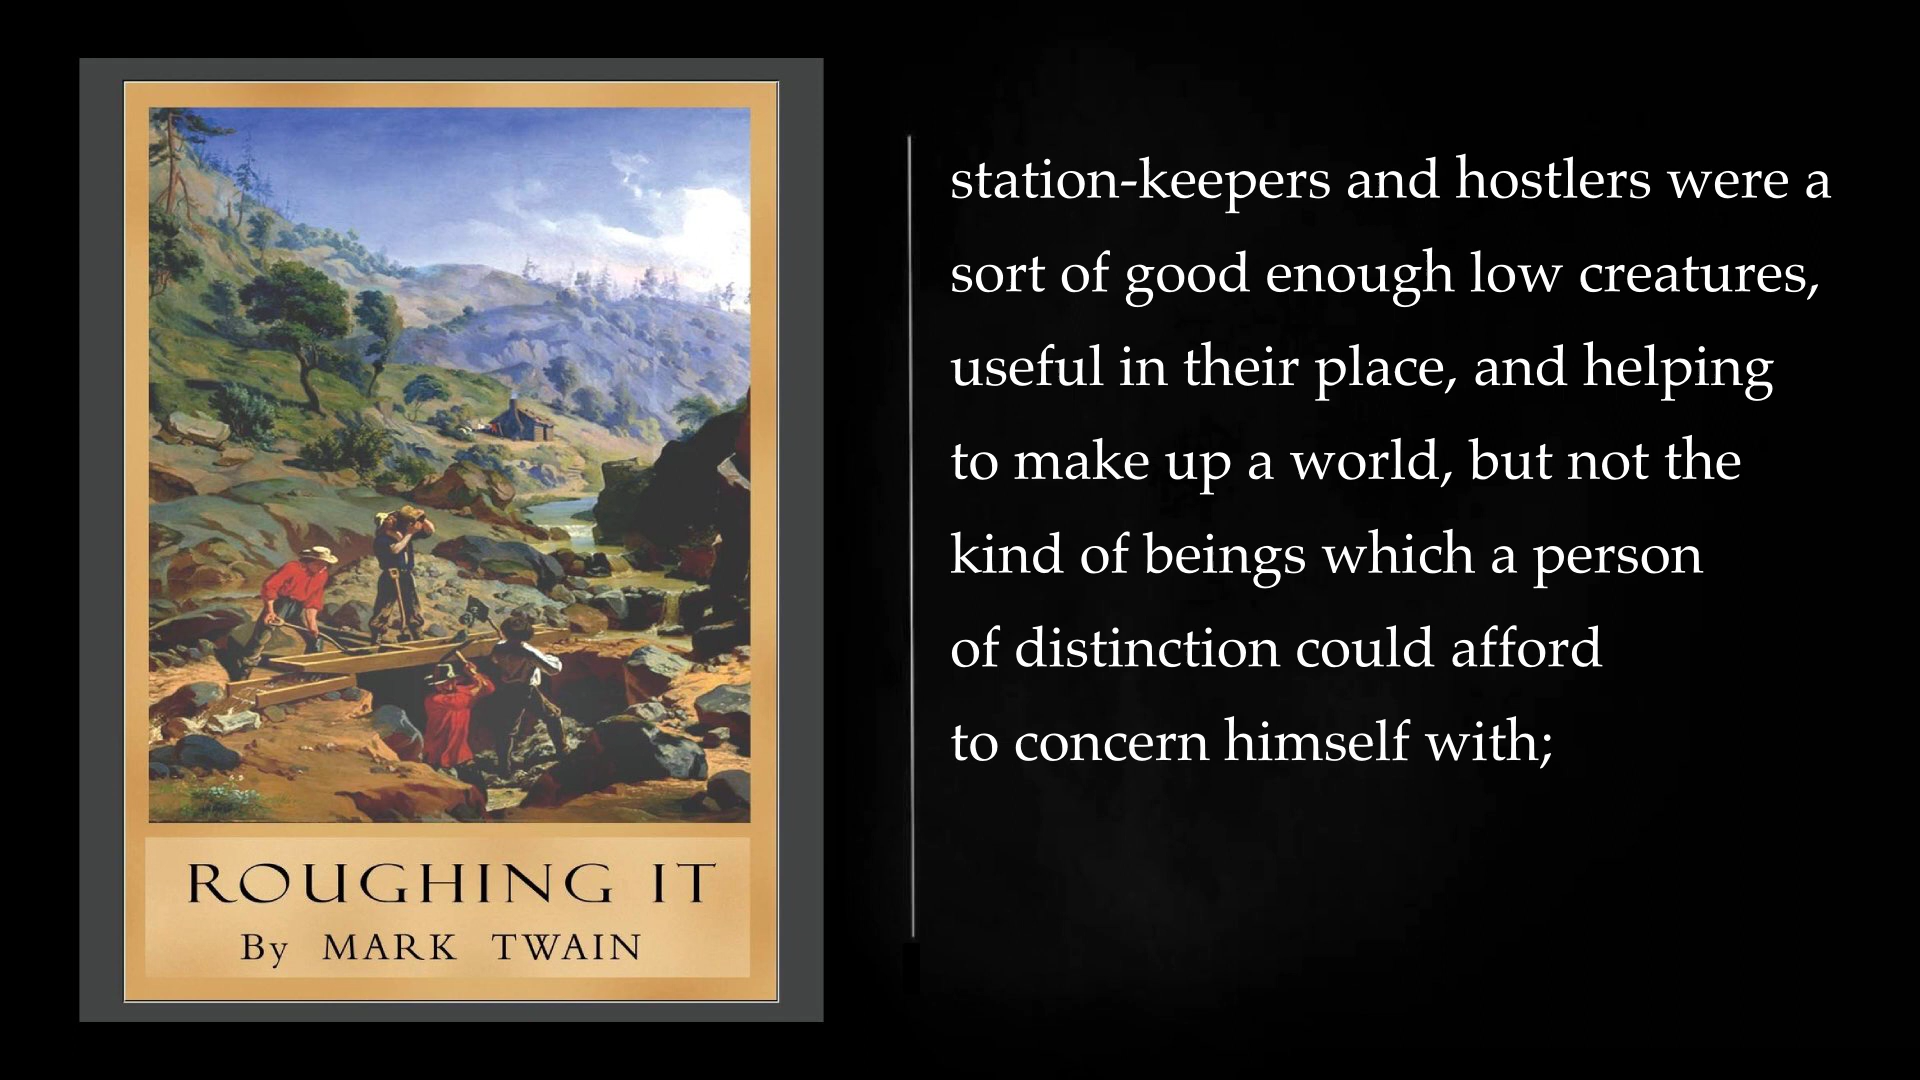 ROUGHING IT
By MARK TWAIN
station-keepers and hostlers were a
sort of good enough low creatures,
useful in their place, and helping
to make up a world, but not the
kind of beings which a person
of distinction could afford
to concern himself with;